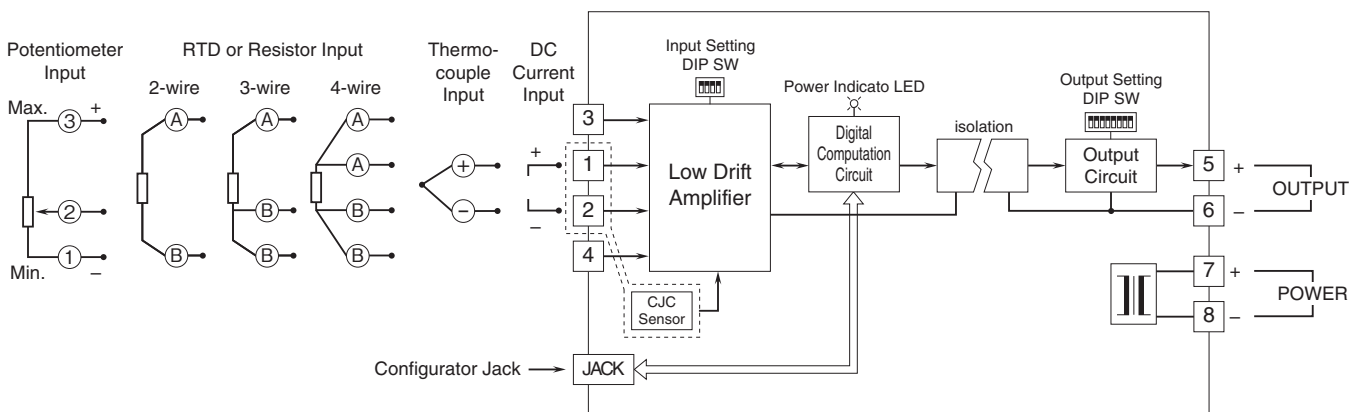 Potentiometer
Input
Max.
3
+
2
1
–
Min.
RTD or Resistor Input
2-wire
A
B
3-wire
A
B
B
4-wire
A
A
B
B
Thermo-
couple
Input
+
–
DC
Current
Input
+
–
3
1
2
4
Input Setting
DIP SW
Low Drift
Amplifier
CJC
Sensor
Configurator Jack
JACK
Power Indicato LED
Digital
Computation
Circuit
isolation
Output Setting
DIP SW
Output
Circuit
5
+
6
–
OUTPUT
7
+
8
–
POWER